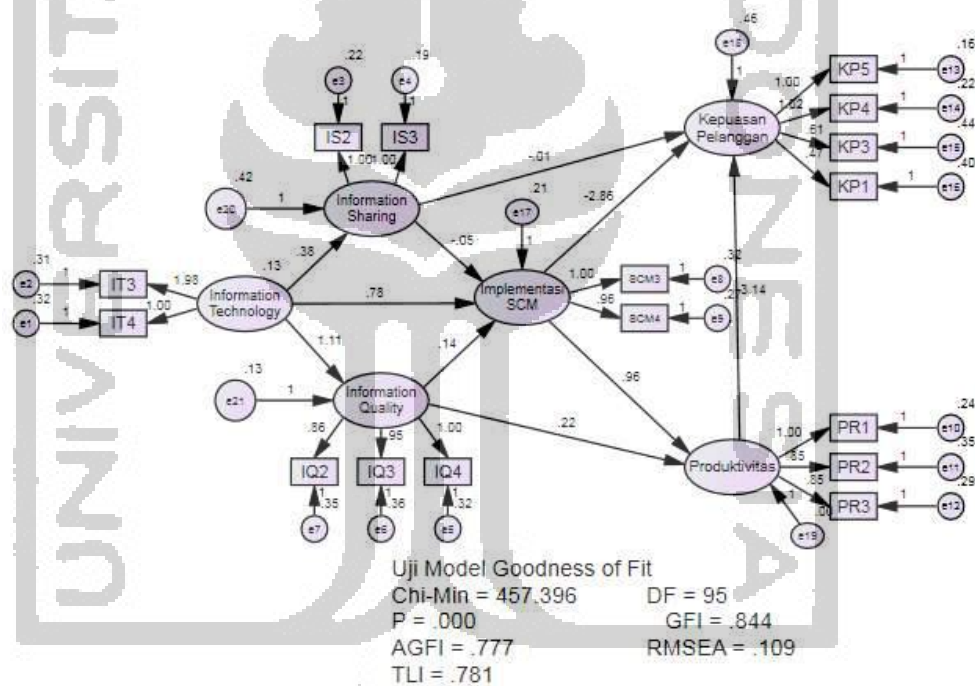 UNIVERSIT
.46
e18
1
.16
KP5 1 e13
.22
1.00
KP4 1 e14
1.02
.44
KP3 1 e15
.61
.40
KP1 1 e16
Kepuasan
Pelanggan
.22 .19
e3 e4
1 1
IS2 IS3
1.00 1.00
.42
e20 1
Information
Sharing
-.01
.21
e17
1
-2.86
-.05
.38
.13
.31
e2 1 IT3 1.98
.32
e1 1 IT4 1.00
Information
Technology
.78
Implementasi
SCM
1.00 SCM3 1 e8
.32
.96 SCM4 1 e9
-3.14
1.11
.14
.96
.13
e21 1
Information
Quality
.22
.86 .95 1.00
IQ2 IQ3 IQ4
1 .35 1 .36 1 .32
e7 e6 e5
Produktivitas
.24
1.00 PR1 1 e10
.35
.85 PR2 1 e11
.29
.85 PR3 1 e12
1
e19
Uji Model Goodness of Fit
Chi-Min = 457.396 DF = 95
P = .000 GFI = .844
AGFI = .777 RMSEA = .109
TLI = .781